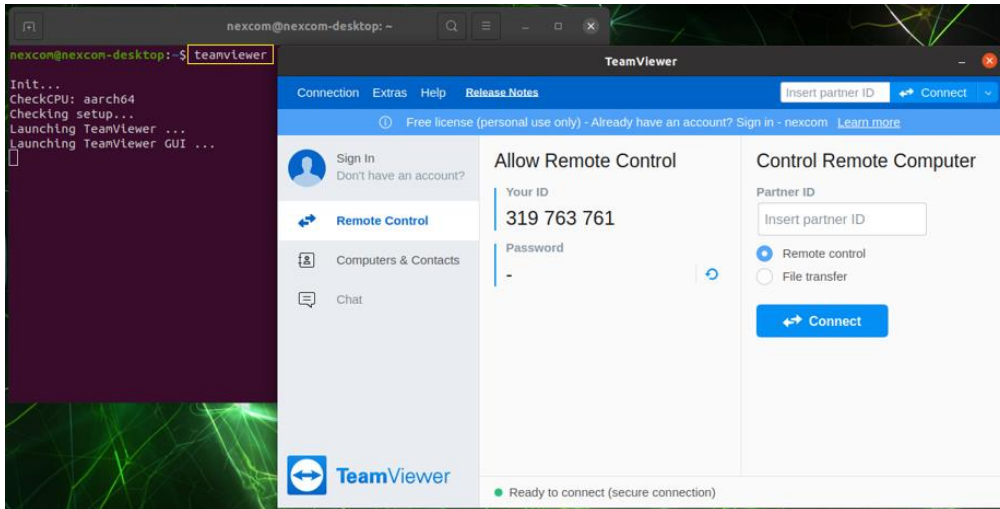 nexcom@nexcom-desktop: ~
nexcom@nexcom-desktop:~$ teamviewer
Init...
CheckCPU: aarch64
Checking setup...
Launching TeamViewer ...
Launching TeamViewer GUI ...
TeamViewer
Connection Extras Help Release Notes
Insert partner ID
Connect
Free license (personal use only) - Already have an account? Sign in - nexcom Learn more
Sign In
Don't have an account?
Remote Control
Computers & Contacts
Chat
TeamViewer
Allow Remote Control
Your ID
319 763 761
Password
-
Control Remote Computer
Partner ID
Insert partner ID
Remote control
File transfer
Connect
Ready to connect (secure connection)